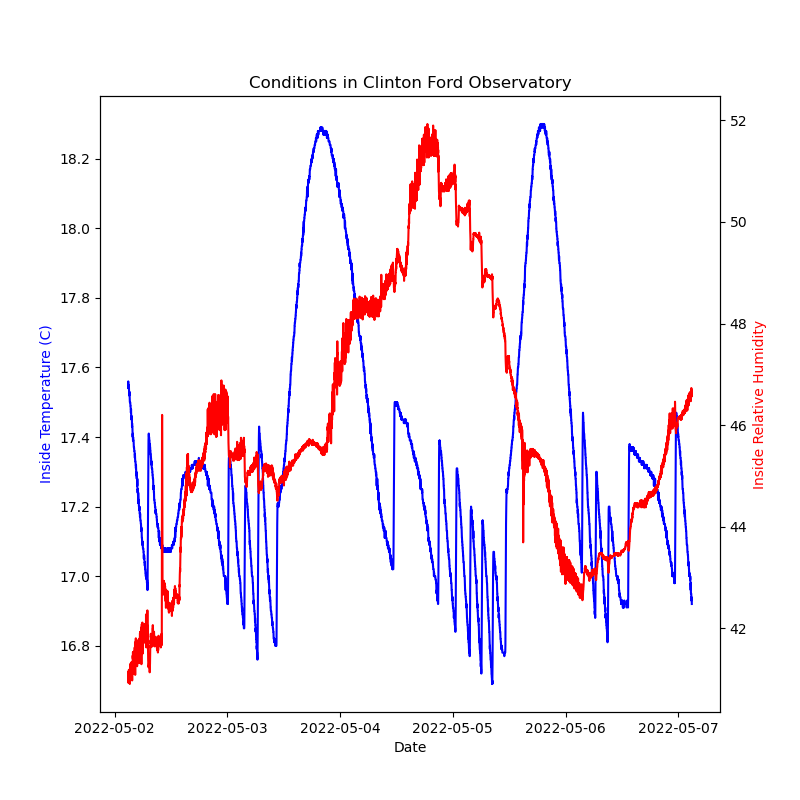 Conditions in Clinton Ford Observatory
18.2
18.0
17.8
17.6
17.4
17.2
17.0
16.8
Inside Temperature (C)
52
50
48
46
44
42
Inside Relative Humidity
2022-05-02 2022-05-03 2022-05-04 2022-05-05 2022-05-06 2022-05-07
Date